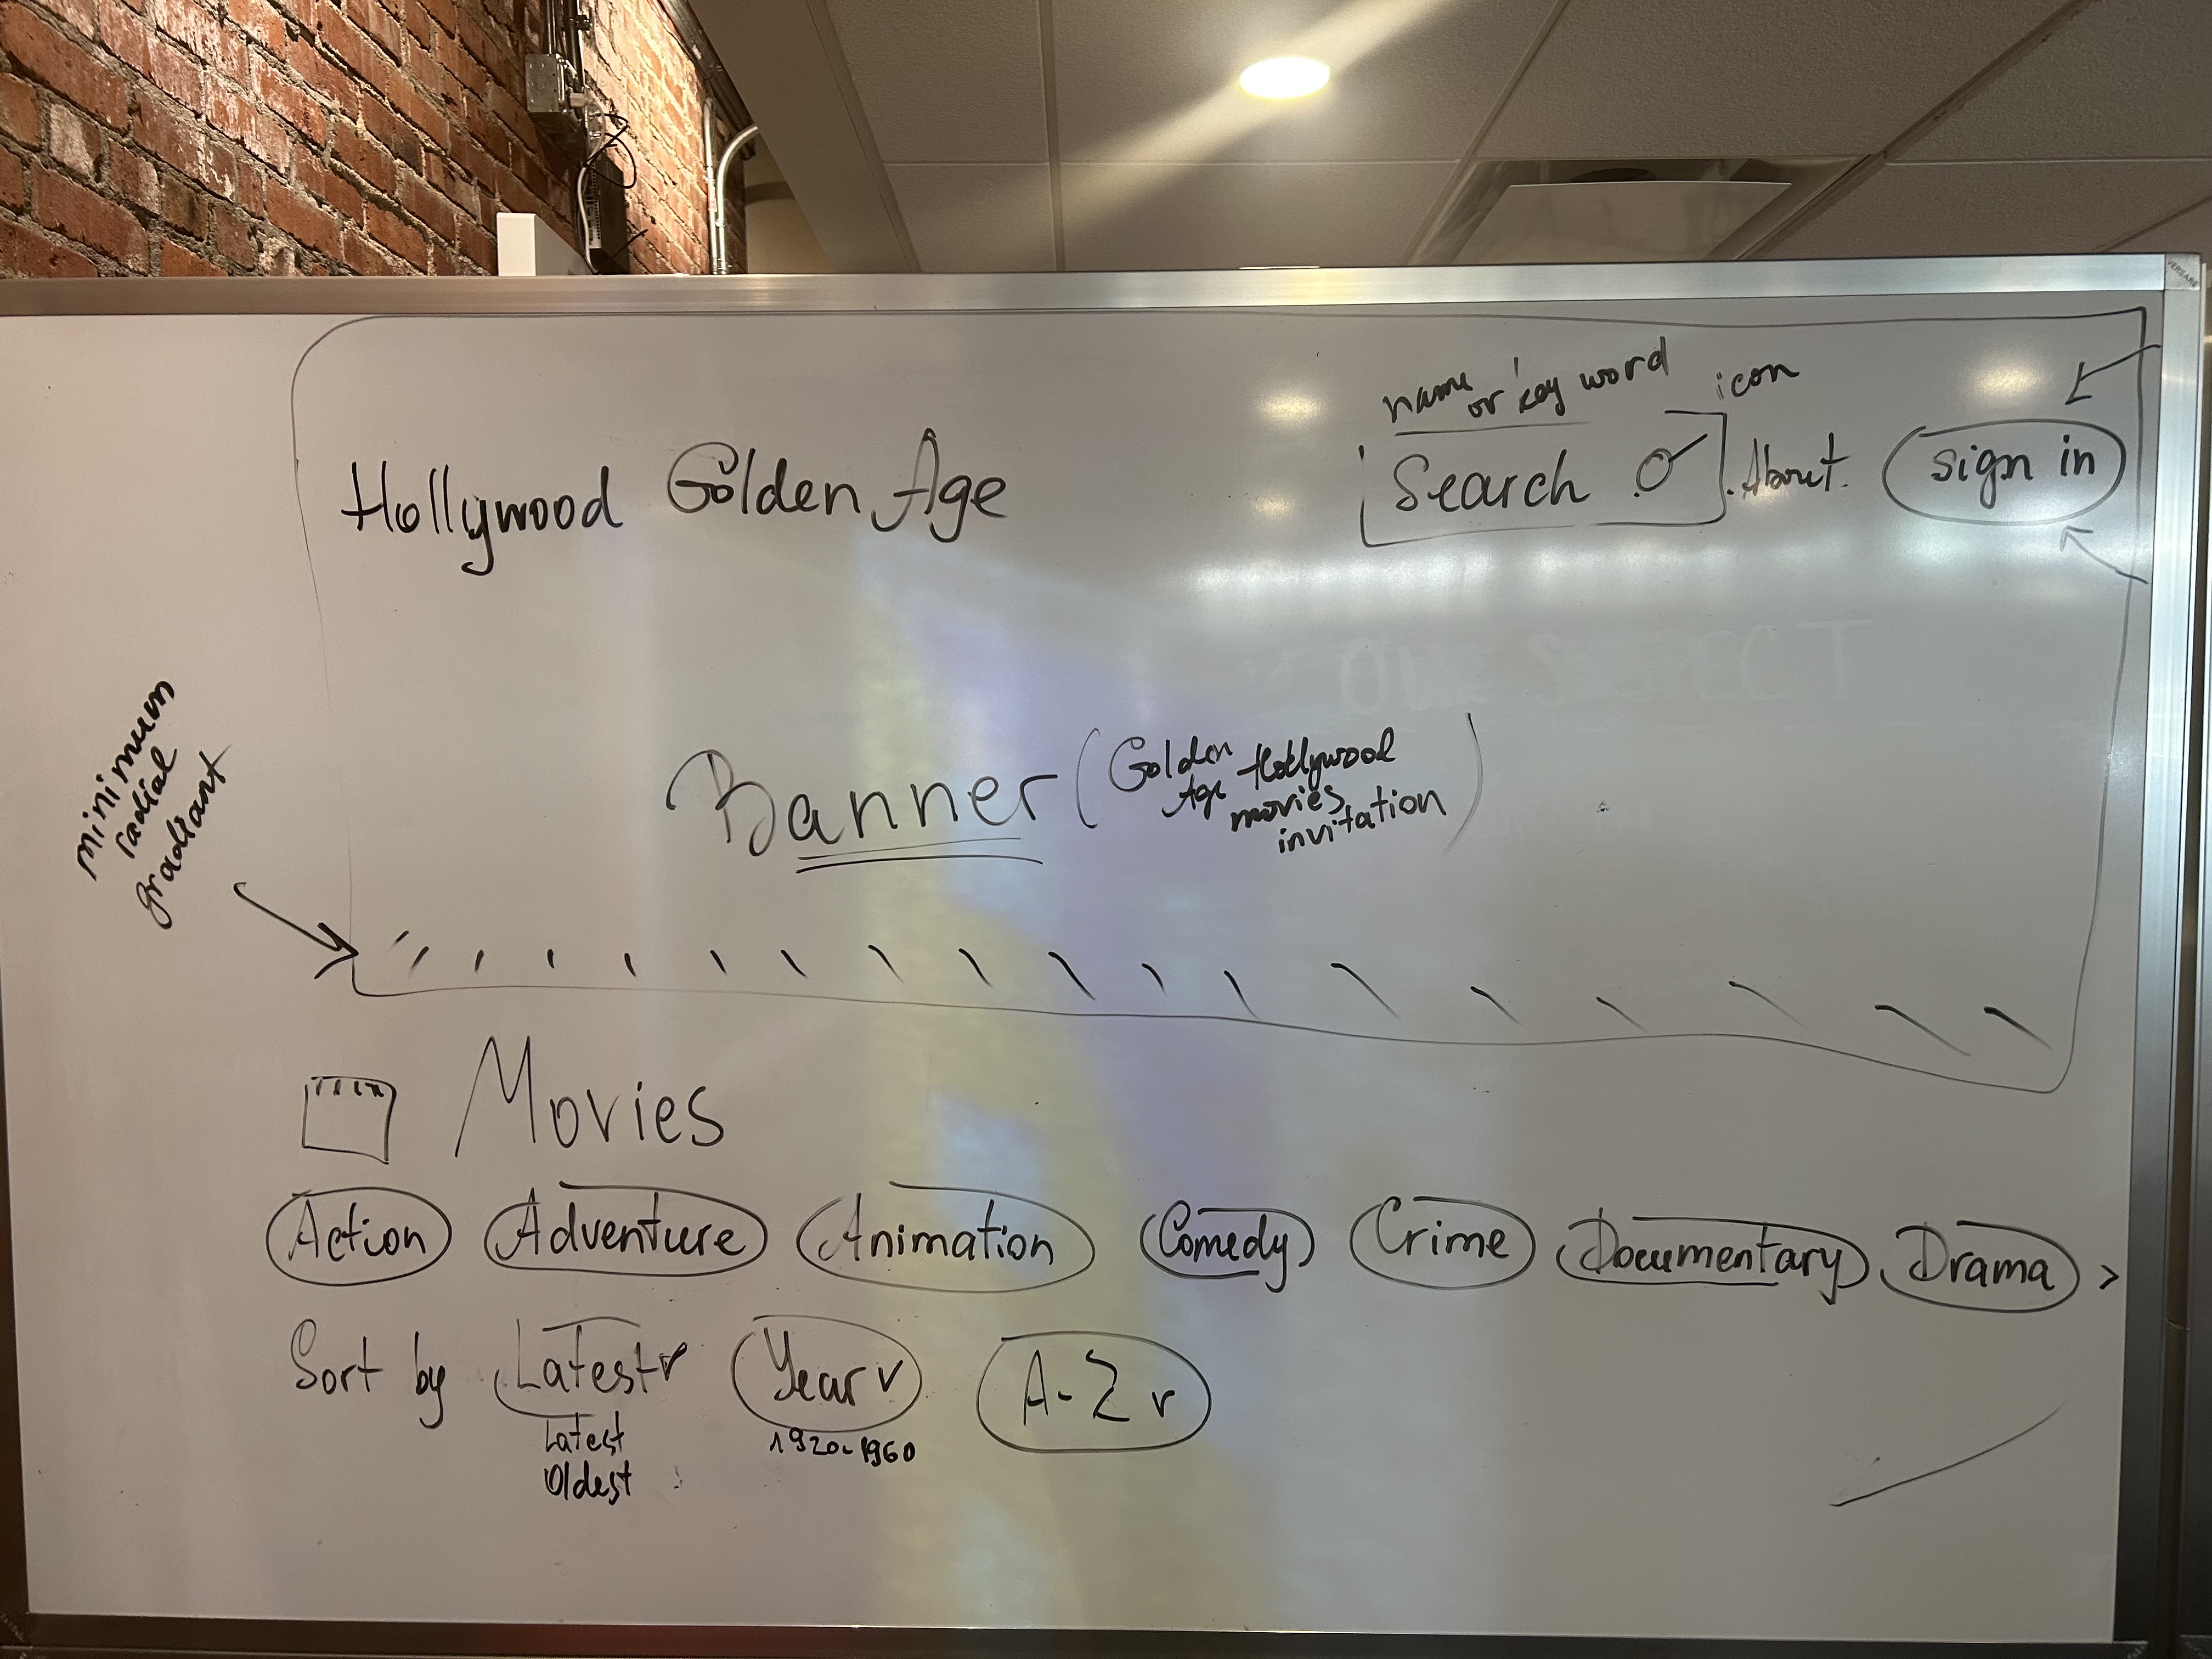 name or key word
icon
Hollywood Golden Age
Search
.About.
sign in
minimum
radial
gradiant
Banner (Golden Age Hollywood movies invitation)
Movies
Action Adventure Animation Comedy Crime Documentary Drama >
Sort by Latest v Year v A-Z v
Latest
Oldest
1920-1960
VERSARE